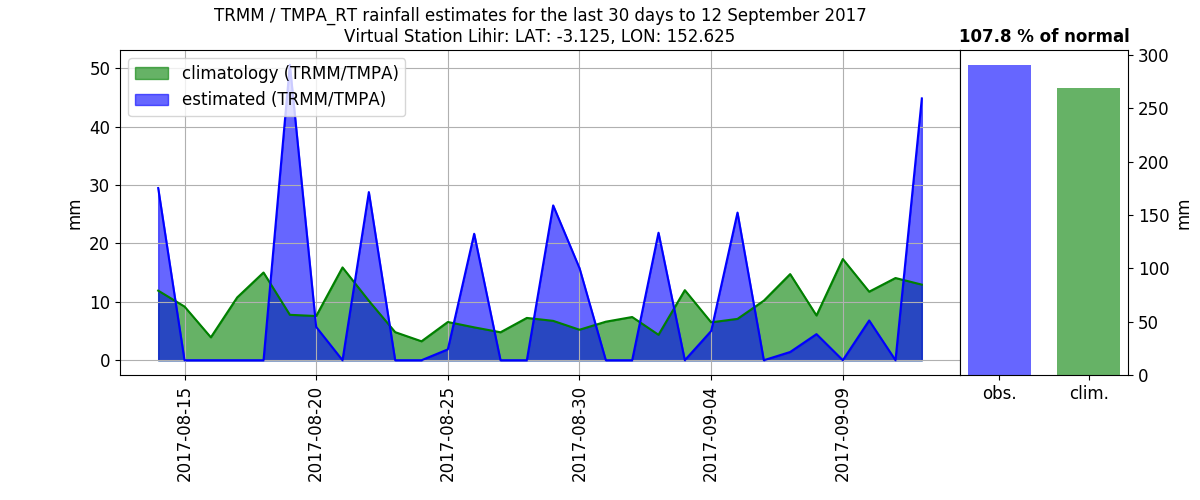 TRMM / TMPA_RT rainfall estimates for the last 30 days to 12 September 2017
Virtual Station Lihir: LAT: -3.125, LON: 152.625
107.8 % of normal
climatology (TRMM/TMPA)
estimated (TRMM/TMPA)
50
40
30
20
10
0
mm
2017-08-15
2017-08-20
2017-08-25
2017-08-30
2017-09-04
2017-09-09
300
250
200
150
100
50
0
mm
obs.
clim.